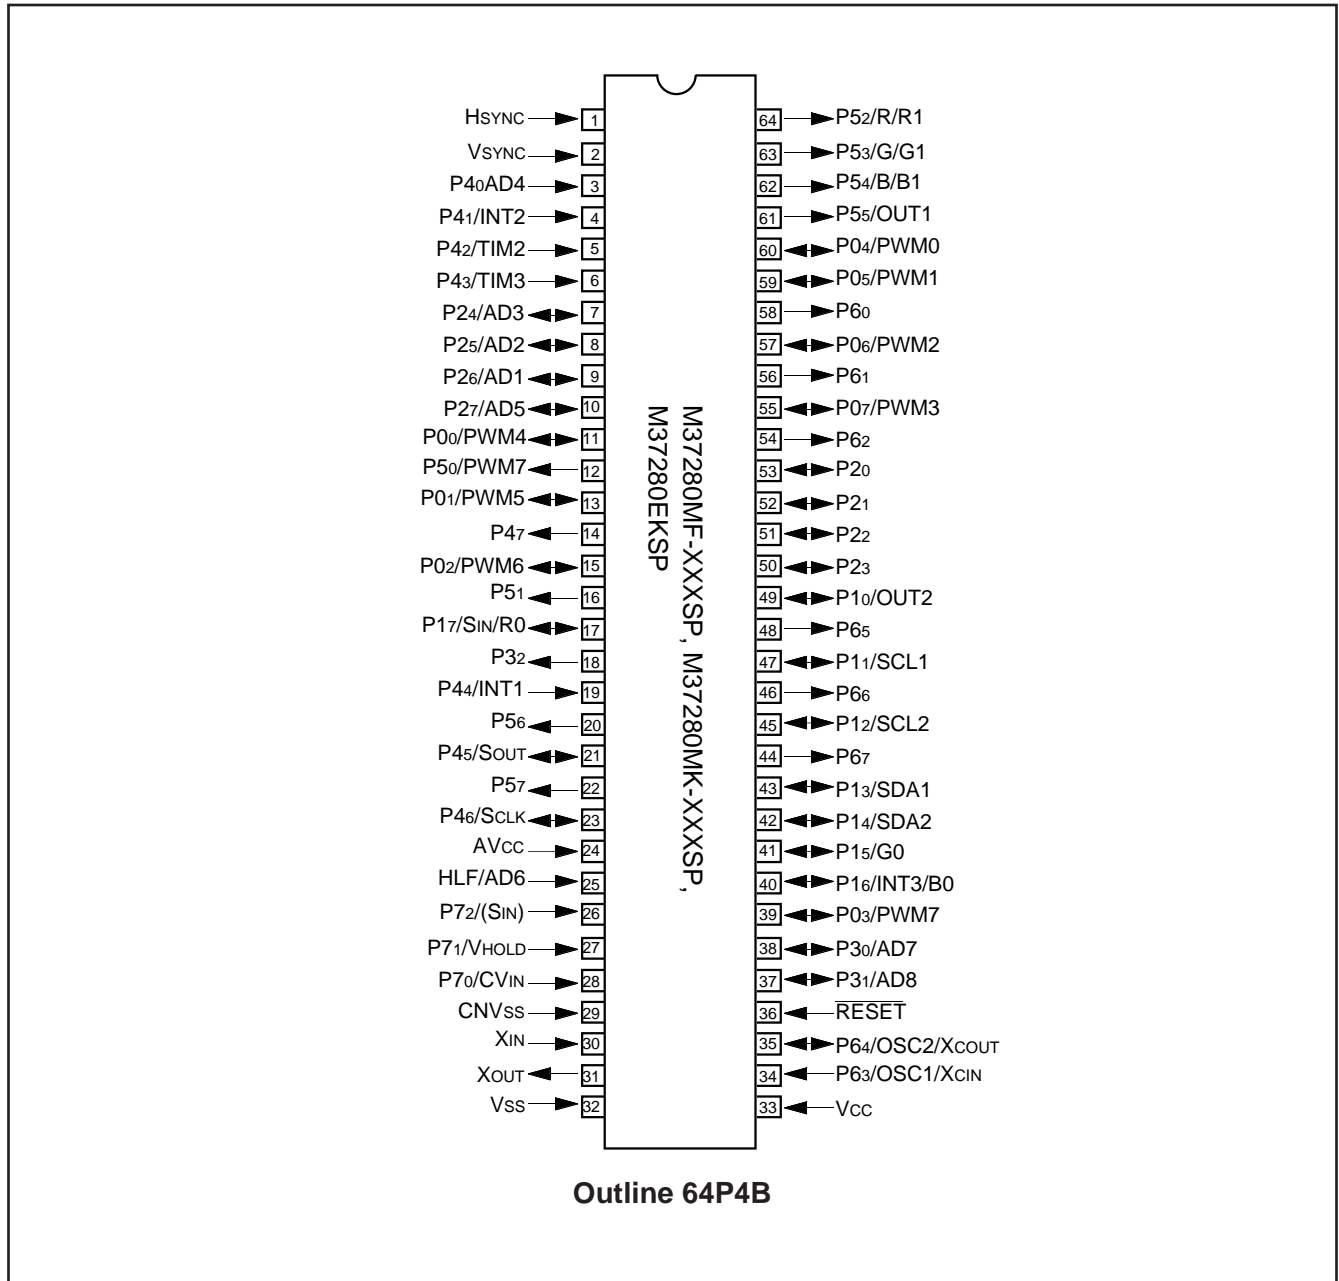 HSYNC 1 64 P52/R/R1
VSYNC 2 63 P53/G/G1
P40AD4 3 62 P54/B/B1
P41/INT2 4 61 P55/OUT1
P42/TIM2 5 60 P04/PWM0
P43/TIM3 6 59 P05/PWM1
P24/AD3 7 58 P60
P25/AD2 8 57 P06/PWM2
P26/AD1 9 56 P61
P27/AD5 10 55 P07/PWM3
P00/PWM4 11 54 P62
P50/PWM7 12 53 P20
P01/PWM5 13 52 P21
P47 14 51 P22
P02/PWM6 15 50 P23
P51 16 49 P10/OUT2
P17/SIN/R0 17 48 P65
P32 18 47 P11/SCL1
P44/INT1 19 46 P66
P56 20 45 P12/SCL2
P45/SOUT 21 44 P67
P57 22 43 P13/SDA1
P46/SCLK 23 42 P14/SDA2
AVCC 24 41 P15/G0
HLF/AD6 25 40 P16/INT3/B0
P72/(SIN) 26 39 P03/PWM7
P71/VHOLD 27 38 P30/AD7
P70/CVIN 28 37 P31/AD8
CNVSS 29 36 RESET
XIN 30 35 P64/OSC2/XCOUT
XOUT 31 34 P63/OSC1/XCIN
VSS 32 33 VCC
M37280MF-XXXSP, M37280MK-XXXSP,
M37280EKSP
Outline 64P4B